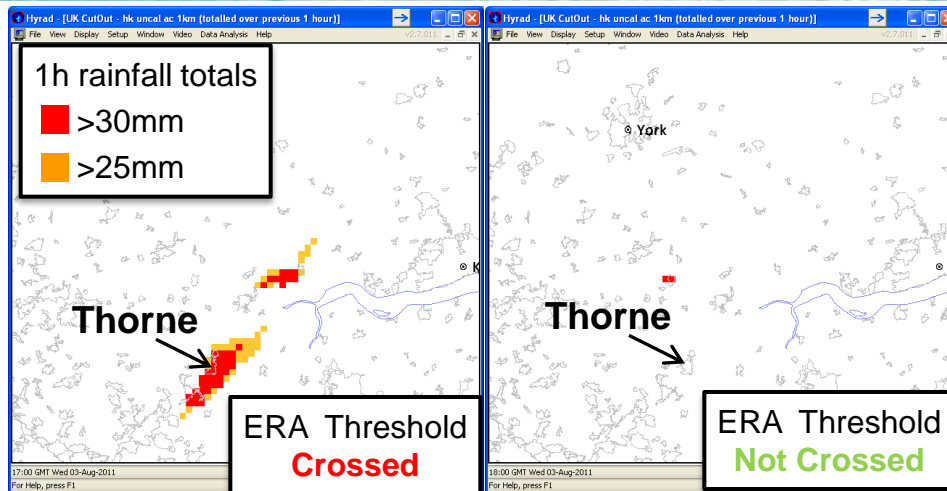 Hyrad - [UK CutOut - hk uncal ac 1km (totalled over previous 1 hour)]
File View Display Setup Window Video Data Analysis Help v2.7.011
1h rainfall totals
>30mm
>25mm
K
Thorne
ERA Threshold
Crossed
17:00 GMT Wed 03-Aug-2011
For Help, press F1
Hyrad - [UK CutOut - hk uncal ac 1km (totalled over previous 1 hour)]
File View Display Setup Window Video Data Analysis Help v2.7.011
York
Thorne
ERA Threshold
Not Crossed
18:00 GMT Wed 03-Aug-2011
For Help, press F1